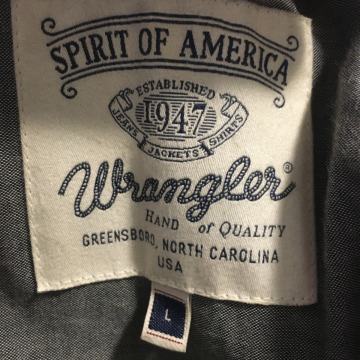 SPIRIT OF AMERICA
ESTABLISHED
1947
JEANS JACKETS SHIRTS
Wrangler®
HAND of QUALITY
GREENSBORO, NORTH CAROLINA
USA
L